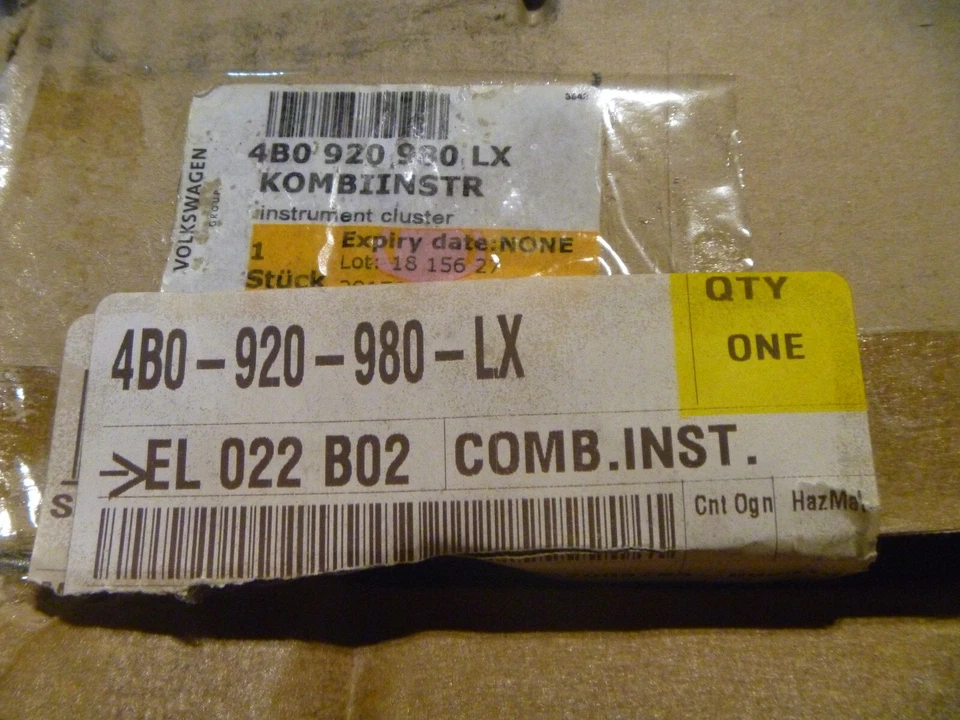 4B0 920 980 LX
KOMBIINSTR
instrument cluster
VOLKSWAGEN
GROUP
1
Expiry date:NONE
Lot: 18 156 27
Stück
QTY
ONE
4B0-920-980-LX
>EL 022 B02
COMB.INST.
Cnt Ogn
HazMat
S